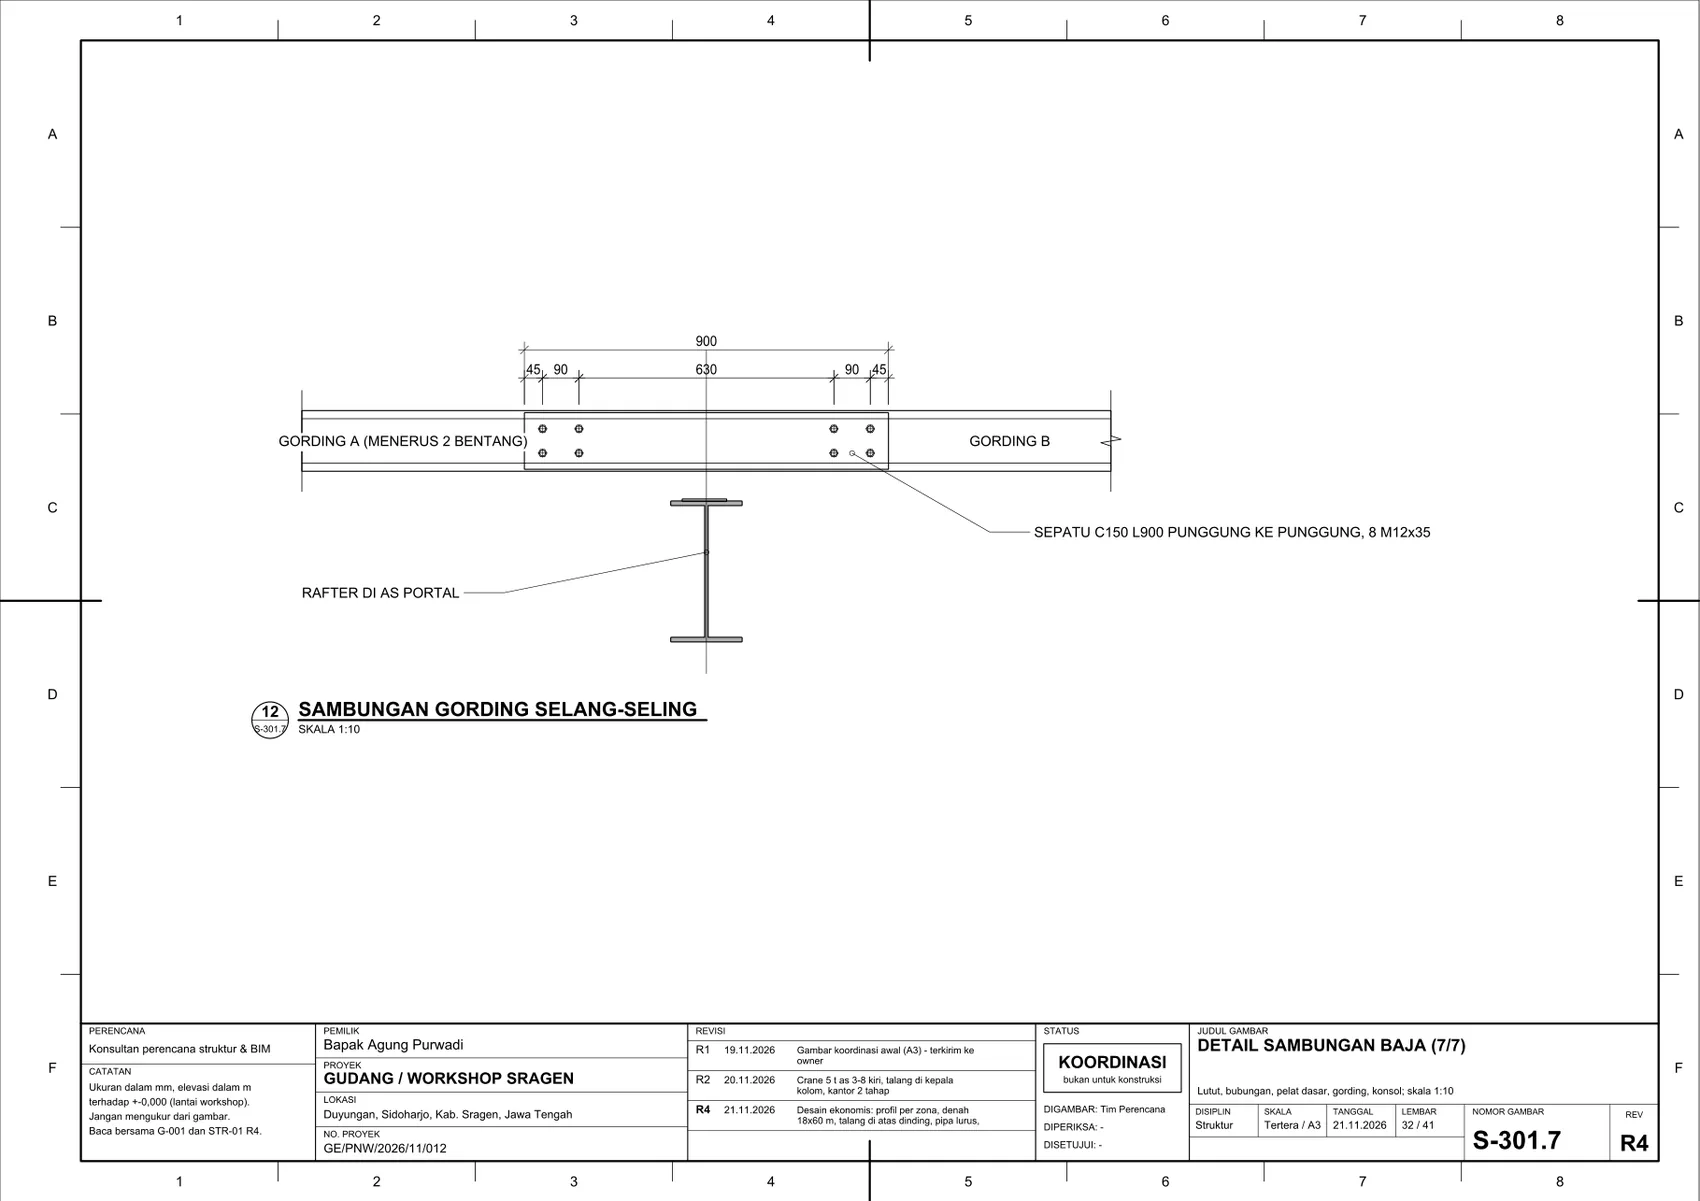 1 2 3 4 5 6 7 8
A A
B B
900
45 90 630 90 45
GORDING A (MENERUS 2 BENTANG)
GORDING B
C C
SEPATU C150 L900 PUNGGUNG KE PUNGGUNG, 8 M12x35
RAFTER DI AS PORTAL
D D
12
S-301.7
SAMBUNGAN GORDING SELANG-SELING
SKALA 1:10
E E
F F
PERENCANA
Konsultan perencana struktur & BIM
CATATAN
Ukuran dalam mm, elevasi dalam m
terhadap +-0,000 (lantai workshop).
Jangan mengukur dari gambar.
Baca bersama G-001 dan STR-01 R4.
PEMILIK
Bapak Agung Purwadi
PROYEK
GUDANG / WORKSHOP SRAGEN
LOKASI
Duyungan, Sidoharjo, Kab. Sragen, Jawa Tengah
NO. PROYEK
GE/PNW/2026/11/012
REVISI
R1 19.11.2026 Gambar koordinasi awal (A3) - terkirim ke
owner
R2 20.11.2026 Crane 5 t as 3-8 kiri, talang di kepala
kolom, kantor 2 tahap
R4 21.11.2026 Desain ekonomis: profil per zona, denah
18x60 m, talang di atas dinding, pipa lurus,
STATUS
KOORDINASI
bukan untuk konstruksi
DIGAMBAR: Tim Perencana
DIPERIKSA: -
DISETUJUI: -
JUDUL GAMBAR
DETAIL SAMBUNGAN BAJA (7/7)
Lutut, bubungan, pelat dasar, gording, konsol; skala 1:10
DISIPLIN
Struktur
SKALA
Tertera / A3
TANGGAL
21.11.2026
LEMBAR
32 / 41
NOMOR GAMBAR
S-301.7
REV
R4
1 2 3 4 5 6 7 8